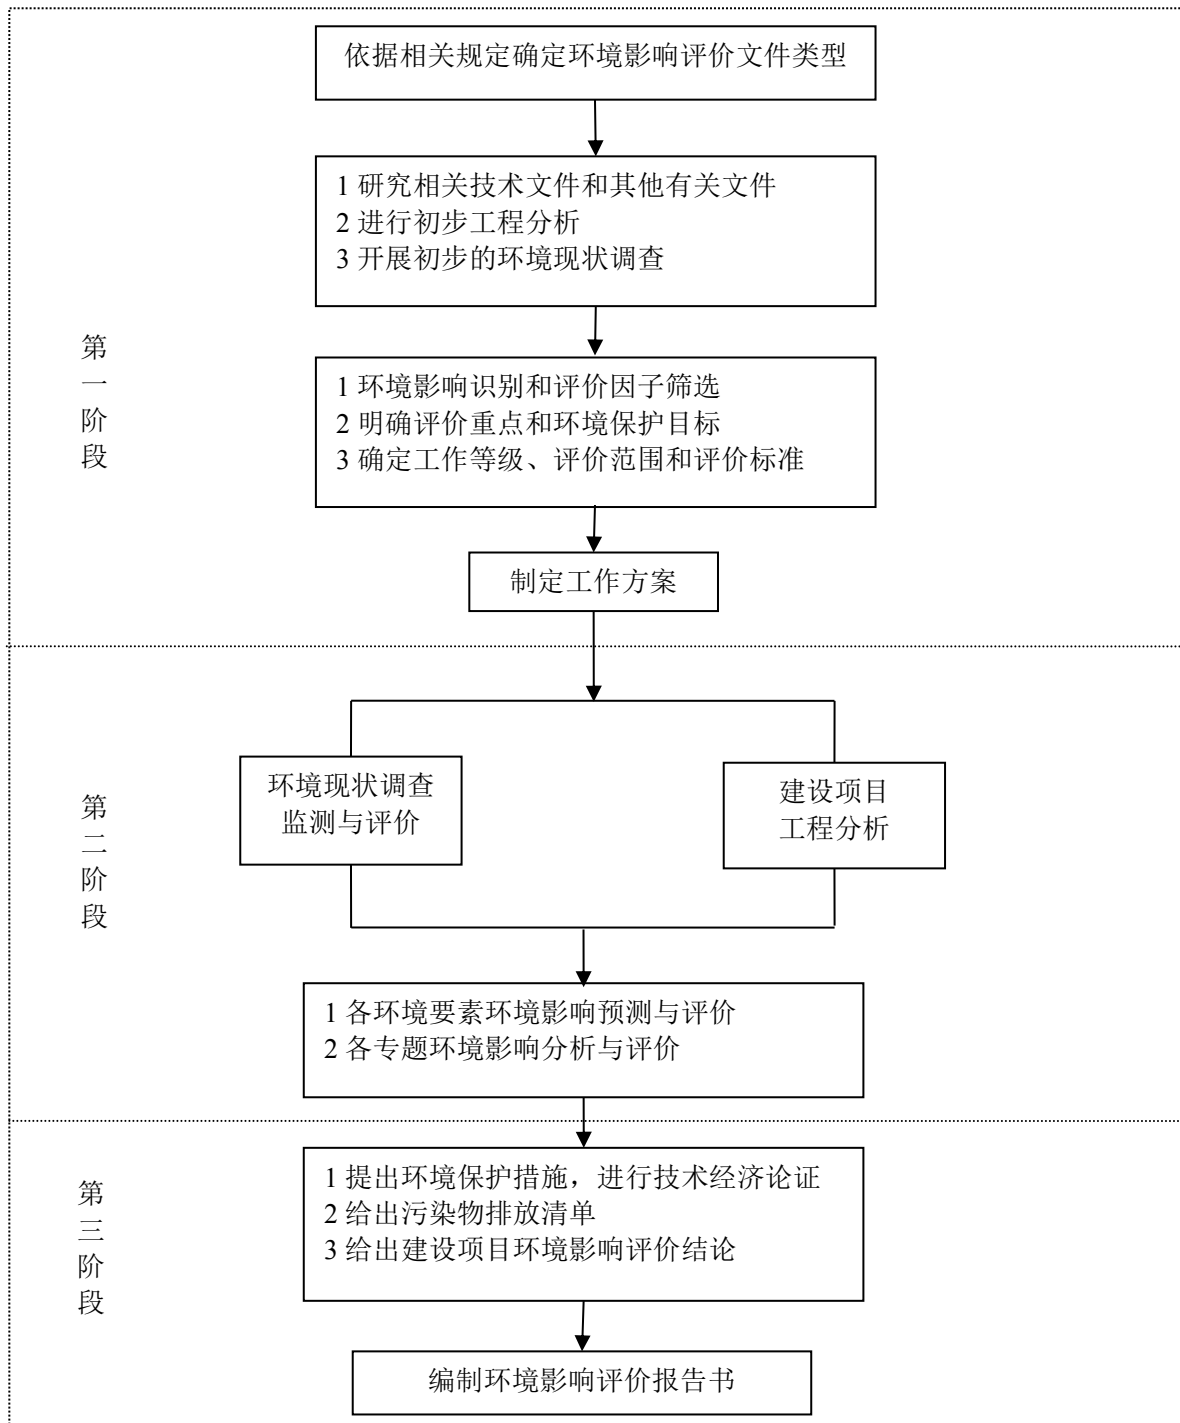 依据相关规定确定环境影响评价文件类型
1 研究相关技术文件和其他有关文件
2 进行初步工程分析
3 开展初步的环境现状调查
第一阶段
1 环境影响识别和评价因子筛选
2 明确评价重点和环境保护目标
3 确定工作等级、评价范围和评价标准
制定工作方案
第二阶段
环境现状调查
监测与评价
建设项目
工程分析
1 各环境要素环境影响预测与评价
2 各专题环境影响分析与评价
第三阶段
1 提出环境保护措施，进行技术经济论证
2 给出污染物排放清单
3 给出建设项目环境影响评价结论
编制环境影响评价报告书